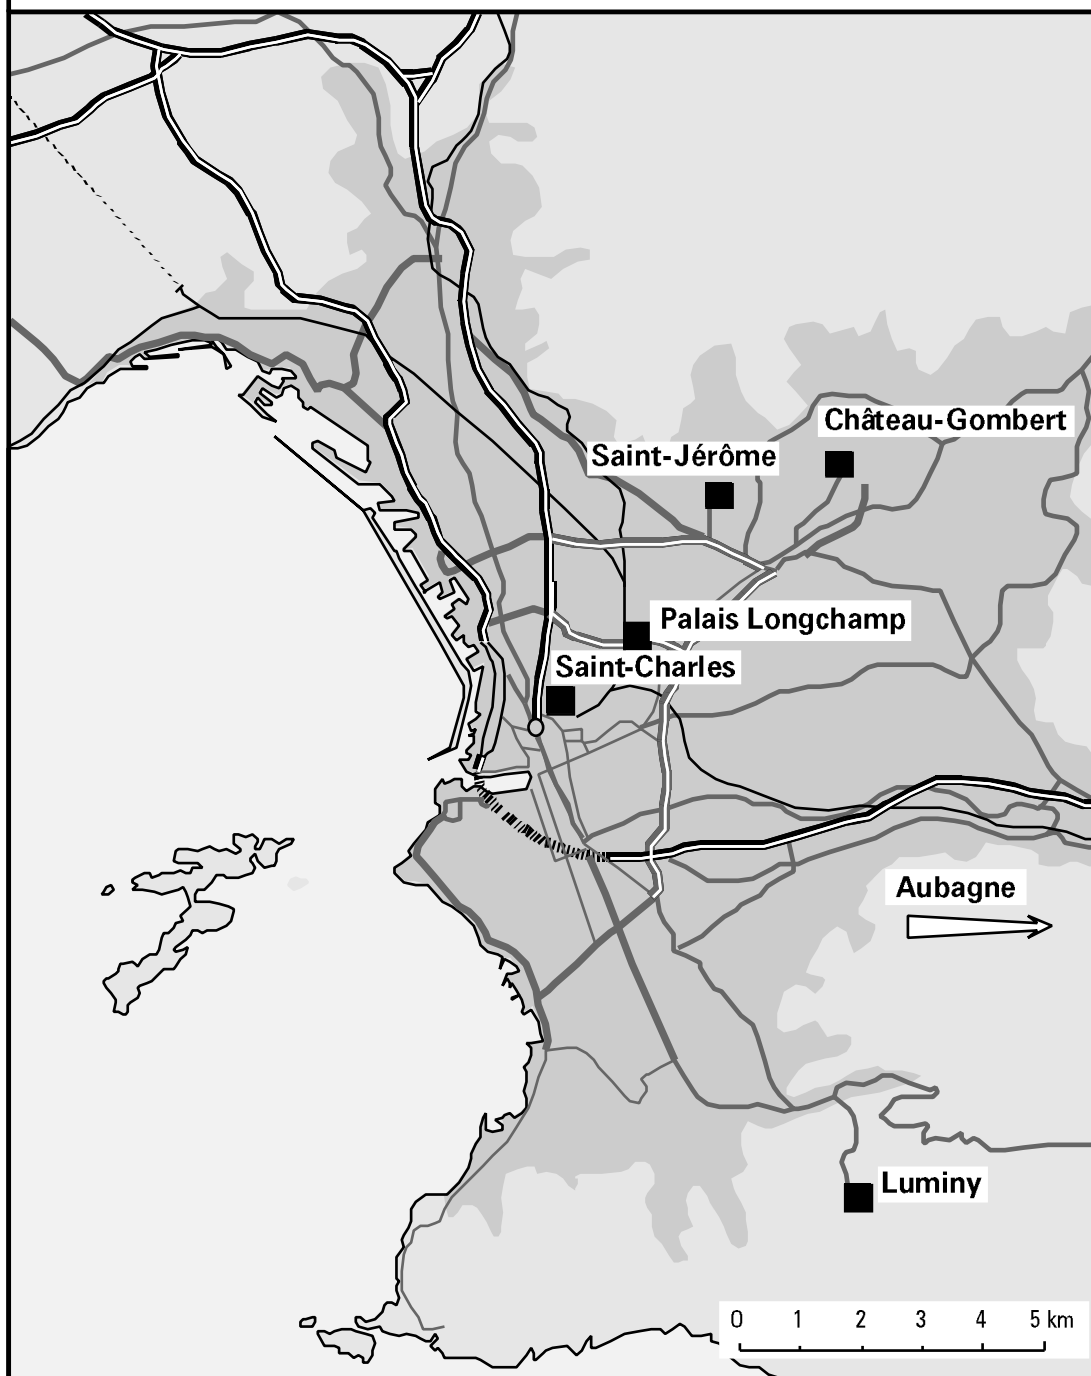 Château-Gombert
Saint-Jérôme
Palais Longchamp
Saint-Charles
Aubagne
Luminy
0 1 2 3 4 5 km